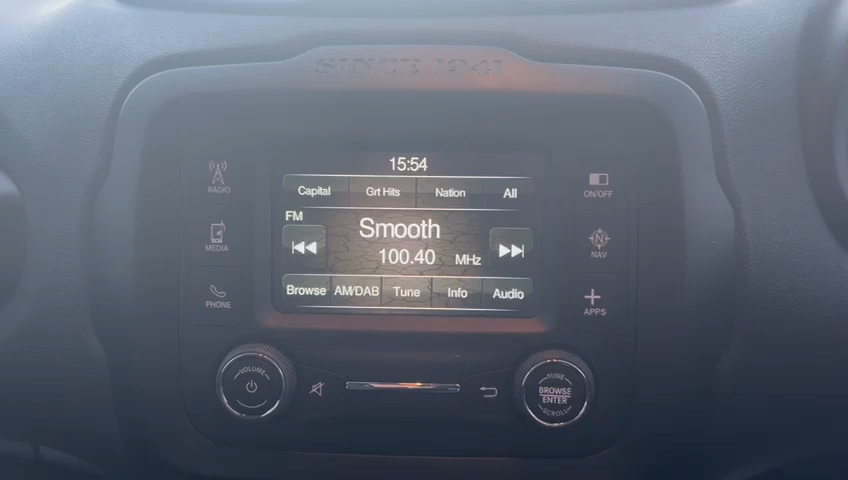 SINCE 1941
15:54
RADIO
Capital Grt Hits Nation All
ON/OFF
FM
Smooth
MEDIA
100.40 MHz
N
NAV
PHONE
Browse AM/DAB Tune Info Audio
APPS
VOLUME
TUNE
BROWSE
ENTER
SCROLL